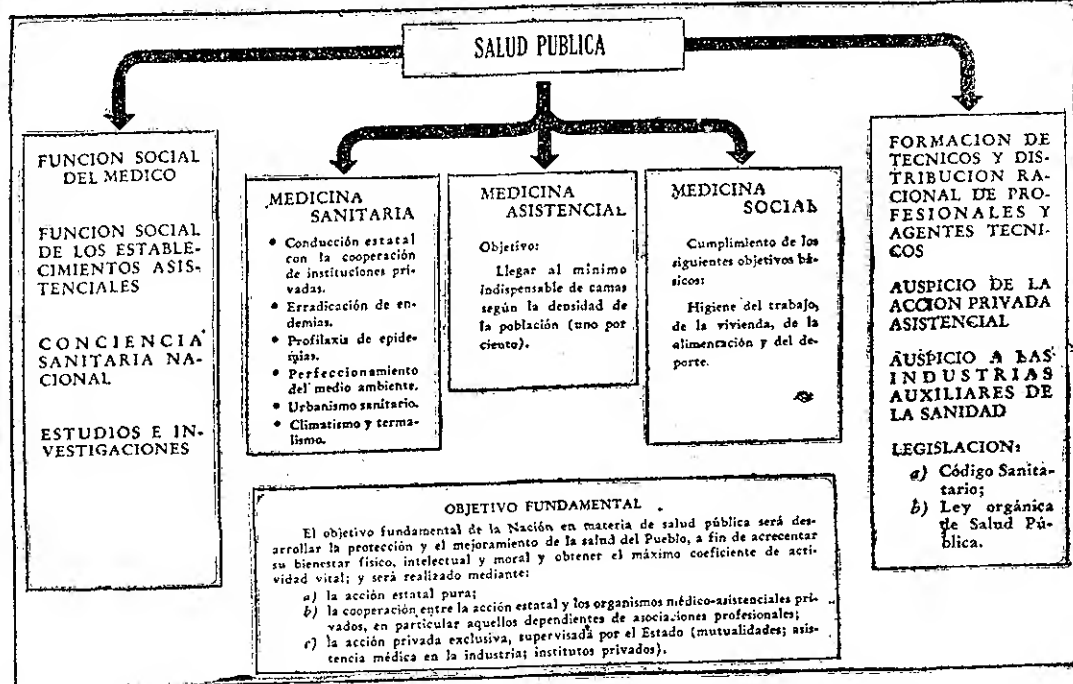 SALUD PUBLICA
FUNCION SOCIAL
DEL MEDICO
FUNCION SOCIAL
DE LOS ESTABLE-
CIMIENTOS ASIS-
TENCIALES
CONCIENCIA
SANITARIA NA-
CIONAL
ESTUDIOS E IN-
VESTIGACIONES
MEDICINA
SANITARIA
• Conducción estatal
con la cooperación
de instituciones pri-
vadas.
• Erradicación de en-
demias.
• Profilaxia de epide-
mias.
• Perfeccionamiento
del medio ambiente.
• Urbanismo sanitario.
• Climatismo y terma-
lismo.
MEDICINA
ASISTENCIAL
Objetivo:
Llegar al mínimo
indispensable de camas
según la densidad de
la población (uno por
ciento).
MEDICINA
SOCIAL
Cumplimiento de los
siguientes objetivos bá-
sicos:
Higiene del trabajo,
de la vivienda, de la
alimentación y del de-
porte.
FORMACION DE
TECNICOS Y DIS-
TRIBUCION RA-
CIONAL DE PRO-
FESIONALES Y
AGENTES TECNI-
COS
AUSPICIO DE LA
ACCION PRIVADA
ASISTENCIAL
AUSPICIO A LAS
INDUSTRIAS
AUXILIARES DE
LA SANIDAD
LEGISLACION:
a) Código Sanita-
tario;
b) Ley orgánica
de Salud Pú-
blica.
OBJETIVO FUNDAMENTAL
El objetivo fundamental de la Nación en materia de salud pública será des-
arrollar la protección y el mejoramiento de la salud del Pueblo, a fin de acrecentar
su bienestar físico, intelectual y moral y obtener el máximo coeficiente de acti-
vidad vital; y será realizado mediante:
a) la acción estatal pura;
b) la cooperación entre la acción estatal y los organismos médico-asistenciales pri-
vados, en particular aquellos dependientes de asociaciones profesionales;
c) la acción privada exclusiva, supervisada por el Estado (mutualidades; asis-
tencia médica en la industria; institutos privados).